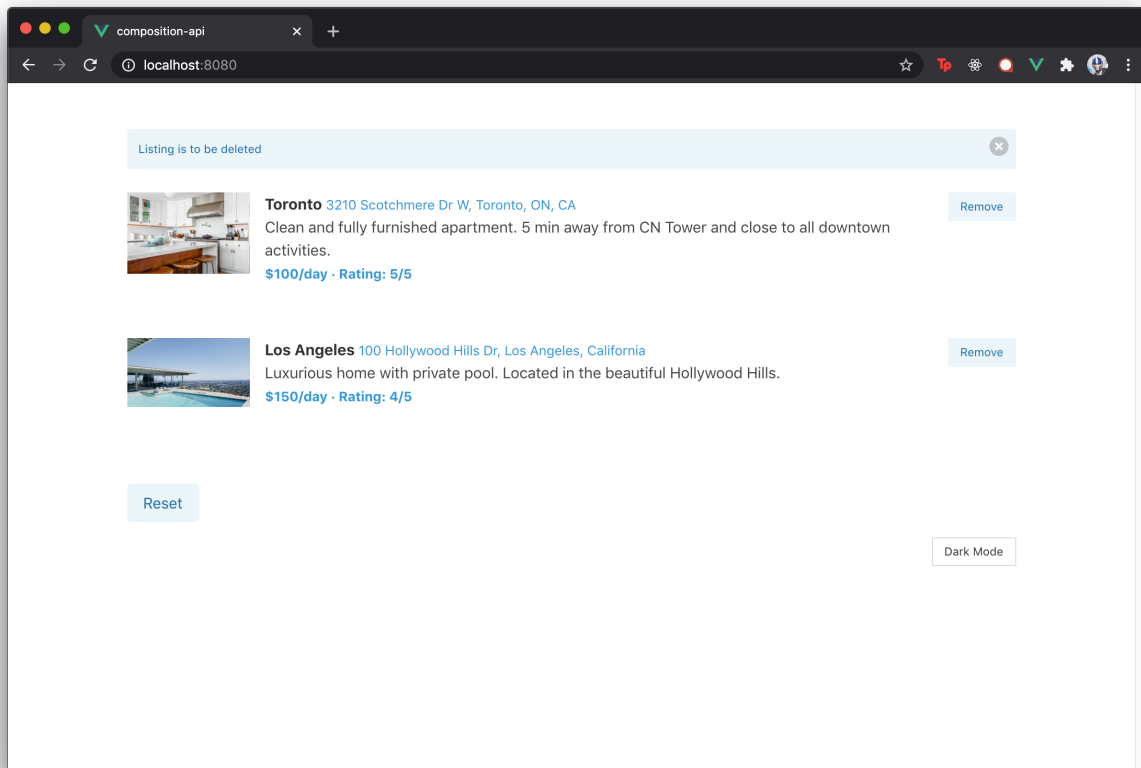 composition-api
localhost:8080
Tp
Listing is to be deleted
Toronto 3210 Scotchmere Dr W, Toronto, ON, CA
Remove
Clean and fully furnished apartment. 5 min away from CN Tower and close to all downtown
activities.
$100/day · Rating: 5/5
Los Angeles 100 Hollywood Hills Dr, Los Angeles, California
Remove
Luxurious home with private pool. Located in the beautiful Hollywood Hills.
$150/day · Rating: 4/5
Reset
Dark Mode